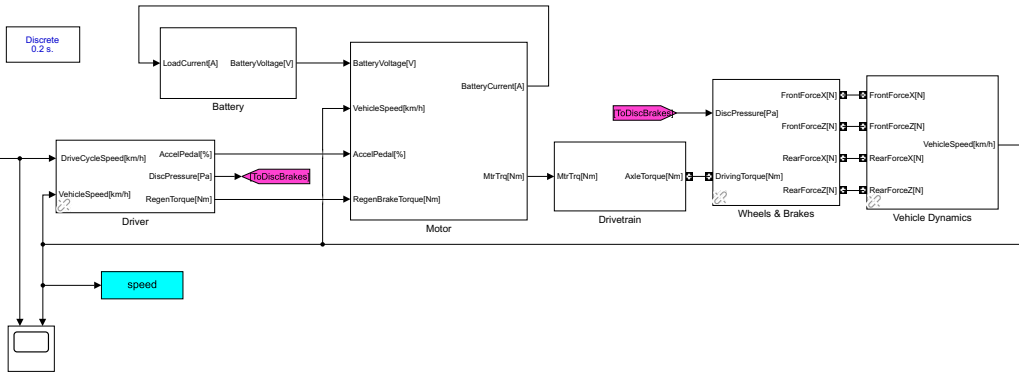 Discrete
0.2 s.
LoadCurrent[A]
BatteryVoltage[V]
Battery
BatteryVoltage[V]
VehicleSpeed[km/h]
AccelPedal[%]
RegenBrakeTorque[Nm]
BatteryCurrent[A]
MtrTrq[Nm]
Motor
DriveCycleSpeed[km/h]
VehicleSpeed[km/h]
AccelPedal[%]
DiscPressure[Pa]
RegenTorque[Nm]
Driver
[ToDiscBrakes]
MtrTrq[Nm]
AxleTorque[Nm]
Drivetrain
[ToDiscBrakes]
DiscPressure[Pa]
DrivingTorque[Nm]
FrontForceX[N]
FrontForceZ[N]
RearForceX[N]
RearForceZ[N]
Wheels & Brakes
FrontForceX[N]
FrontForceZ[N]
RearForceX[N]
RearForceZ[N]
VehicleSpeed[km/h]
Vehicle Dynamics
speed